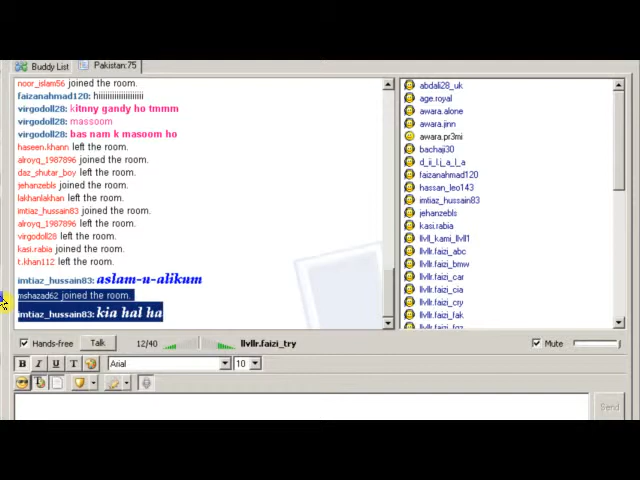 Buddy List
Pakistan:75
noor_islam56 joined the room.
faizanahmad120: hiiiiiiiiiiiiiiiiiiiii
virgodoll28: kitnny gandy ho tmmm
virgodoll28: massoom
virgodoll28: bas nam k masoom ho
haseen.khann left the room.
alroyq_1987896 joined the room.
daz_shutar_boy left the room.
jehanzebls joined the room.
lakhanlakhan left the room.
imtiaz_hussain83 joined the room.
alroyq_1987896 left the room.
virgodoll28 left the room.
kasi.rabia joined the room.
t.khan112 left the room.
imtiaz_hussain83: aslam-u-alikum
mshazad62 joined the room.
imtiaz_hussain83: kia hal ha
abdali28_uk
age.royal
awara.alone
awara.jinn
awara.pr3mi
bachaji30
d_ii_l.j_a_l_a
faizanahmad120
hassan_leo143
imtiaz_hussain83
jehanzebls
kasi.rabia
llvll_kami_llvll1
llvllr.faizi_abc
llvllr.faizi_bmw
llvllr.faizi_car
llvllr.faizi_cia
llvllr.faizi_cry
llvllr.faizi_fak
Hands-free
Talk
12/40
llvllr.faizi_try
Mute
B I U T
Arial
10
Send